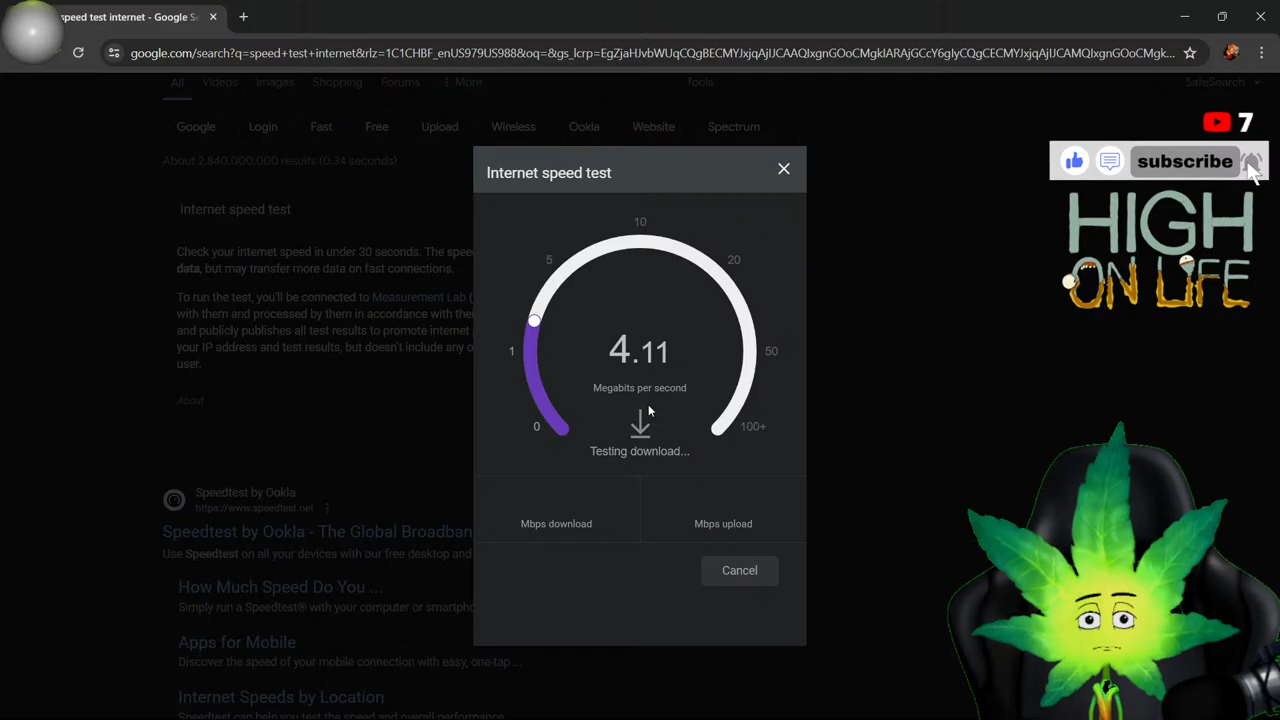 speed test internet - Google S
google.com/search?q=speed+test+internet&rlz=1C1CHBF_enUS979US988&oq=&gs_lcrp=EgZjaHJvbWUqCQgBECMYJxjqAjIJCAAQIxgnGOoCMgkIARAjGCcY6gIyCQgCECMYJxjqAjIJCAMQIxgnGOoCMgk...
All Videos Images Shopping Forums More Tools SafeSearch
Google Login Fast Free Upload Wireless Ookla Website Spectrum
About 2,840,000,000 results (0.34 seconds)
7
subscribe
HIGH
ON LIFE
Internet speed test
Check your internet speed in under 30 seconds. The spee
data, but may transfer more data on fast connections.
To run the test, you'll be connected to Measurement Lab (
with them and processed by them in accordance with thei
and publicly publishes all test results to promote internet
your IP address and test results, but doesn't include any o
user.
About
Internet speed test
10
5 20
1 50
0 100+
4.11
Megabits per second
Testing download...
Mbps download Mbps upload
Cancel
Speedtest by Ookla
https://www.speedtest.net
Speedtest by Ookla - The Global Broadban
Use Speedtest on all your devices with our free desktop and
How Much Speed Do You ...
Simply run a Speedtest® with your computer or smartpho
Apps for Mobile
Discover the speed of your mobile connection with easy, one-tap ...
Internet Speeds by Location
Speedtest can help you test the speed and overall performance